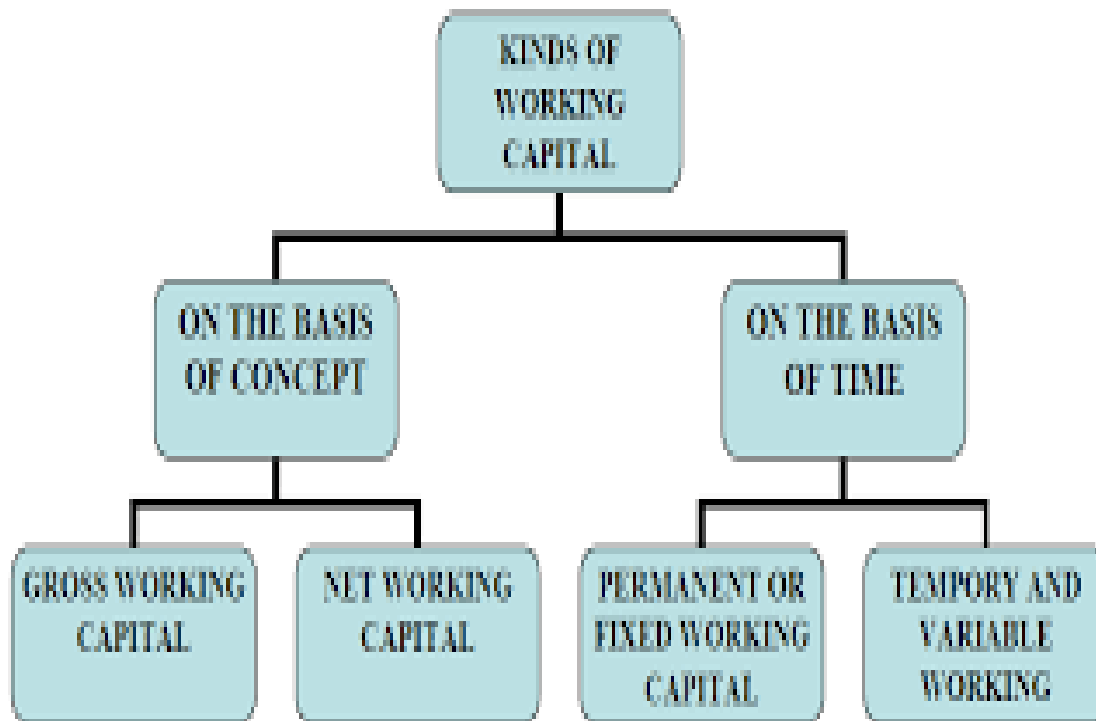 KINDS OF
WORKING
CAPITAL
ON THE BASIS
OF CONCEPT
ON THE BASIS
OF TIME
GROSS WORKING
CAPITAL
NET WORKING
CAPITAL
PERMANENT OR
FIXED WORKING
CAPITAL
TEMPORY AND
VARIABLE
WORKING